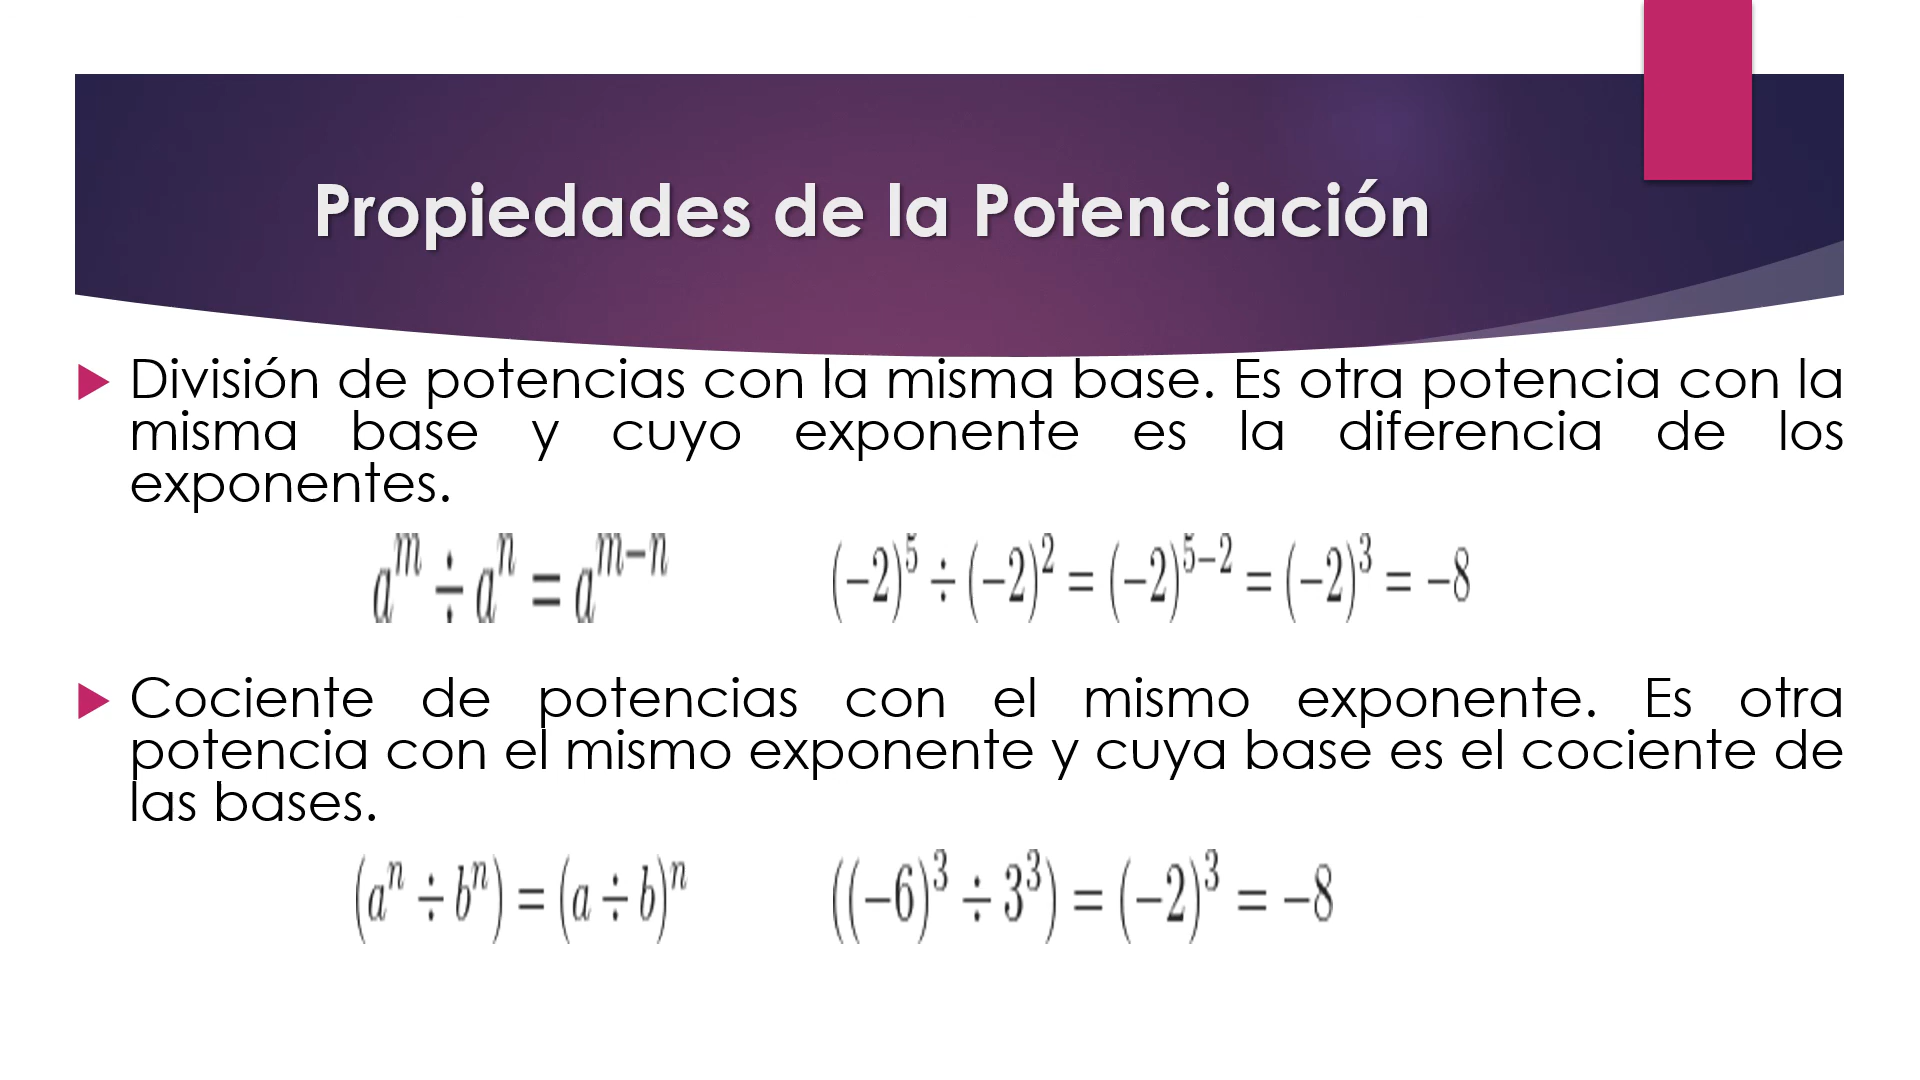 Propiedades de la Potenciación
División de potencias con la misma base. Es otra potencia con la
misma base y cuyo exponente es la diferencia de los
exponentes.
a^m ÷ a^n = a^{m−n}    (−2)^5 ÷ (−2)^2 = (−2)^{5−2} = (−2)^3 = −8
Cociente de potencias con el mismo exponente. Es otra
potencia con el mismo exponente y cuya base es el cociente de
las bases.
(a^n ÷ b^n) = (a ÷ b)^n    ((−6)^3 ÷ 3^3) = (−2)^3 = −8